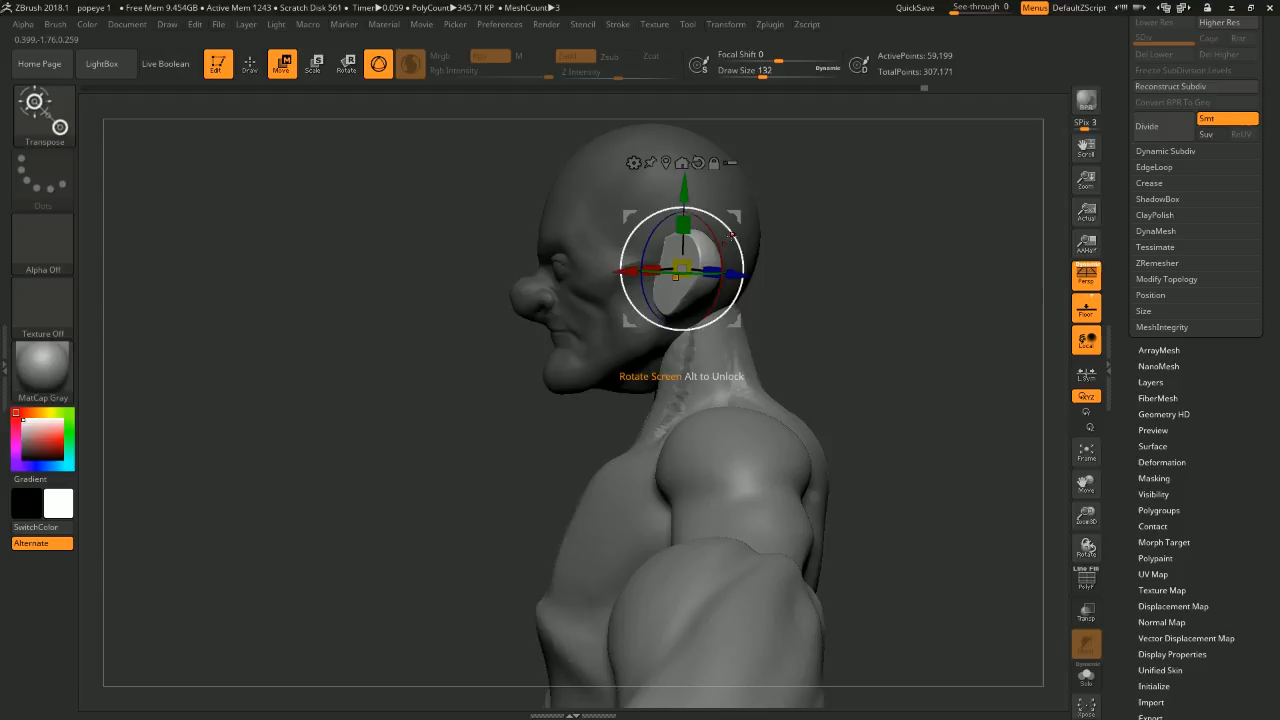 ZBrush 2018.1 popeye 1 • Free Mem 9.454GB • Active Mem 1243 • Scratch Disk 561 • Timer▶0.059 • PolyCount▶345.71 KP • MeshCount▶3
QuickSave
See-through 0
Menus
DefaultZScript
Alpha
Brush
Color
Document
Draw
Edit
File
Layer
Light
Macro
Marker
Material
Movie
Picker
Preferences
Render
Stencil
Stroke
Texture
Tool
Transform
Zplugin
Zscript
0.399,-1.76,0.259
Home Page
LightBox
Live Boolean
Edit
Draw
Move
Scale
Rotate
Mrgb
M
Rgb Intensity
Zsub
Zcut
Z Intensity
Focal Shift 0
Draw Size 132
Dynamic
ActivePoints: 59,199
TotalPoints: 307,171
Transpose
Dots
Alpha Off
Texture Off
MatCap Gray
Gradient
SwitchColor
Alternate
Rotate Screen Alt to Unlock
BPR
SPix 3
Scroll
Zoom
Actual
AAHalf
Dynamic
Persp
Floor
Local
L.Sym
Frame
Move
Zoom3D
Rotate
Line Fill
PolyF
Transp
Dynamic
Solo
Xpose
Lower Res
Higher Res
SDiv
Cage
Rstr
Del Lower
Del Higher
Freeze SubDivision Levels
Reconstruct Subdiv
Convert BPR To Geo
Divide
Smt
Suv
ReUV
Dynamic Subdiv
EdgeLoop
Crease
ShadowBox
ClayPolish
DynaMesh
Tessimate
ZRemesher
Modify Topology
Position
Size
MeshIntegrity
ArrayMesh
NanoMesh
Layers
FiberMesh
Geometry HD
Preview
Surface
Deformation
Masking
Visibility
Polygroups
Contact
Morph Target
Polypaint
UV Map
Texture Map
Displacement Map
Normal Map
Vector Displacement Map
Display Properties
Unified Skin
Initialize
Import
Export